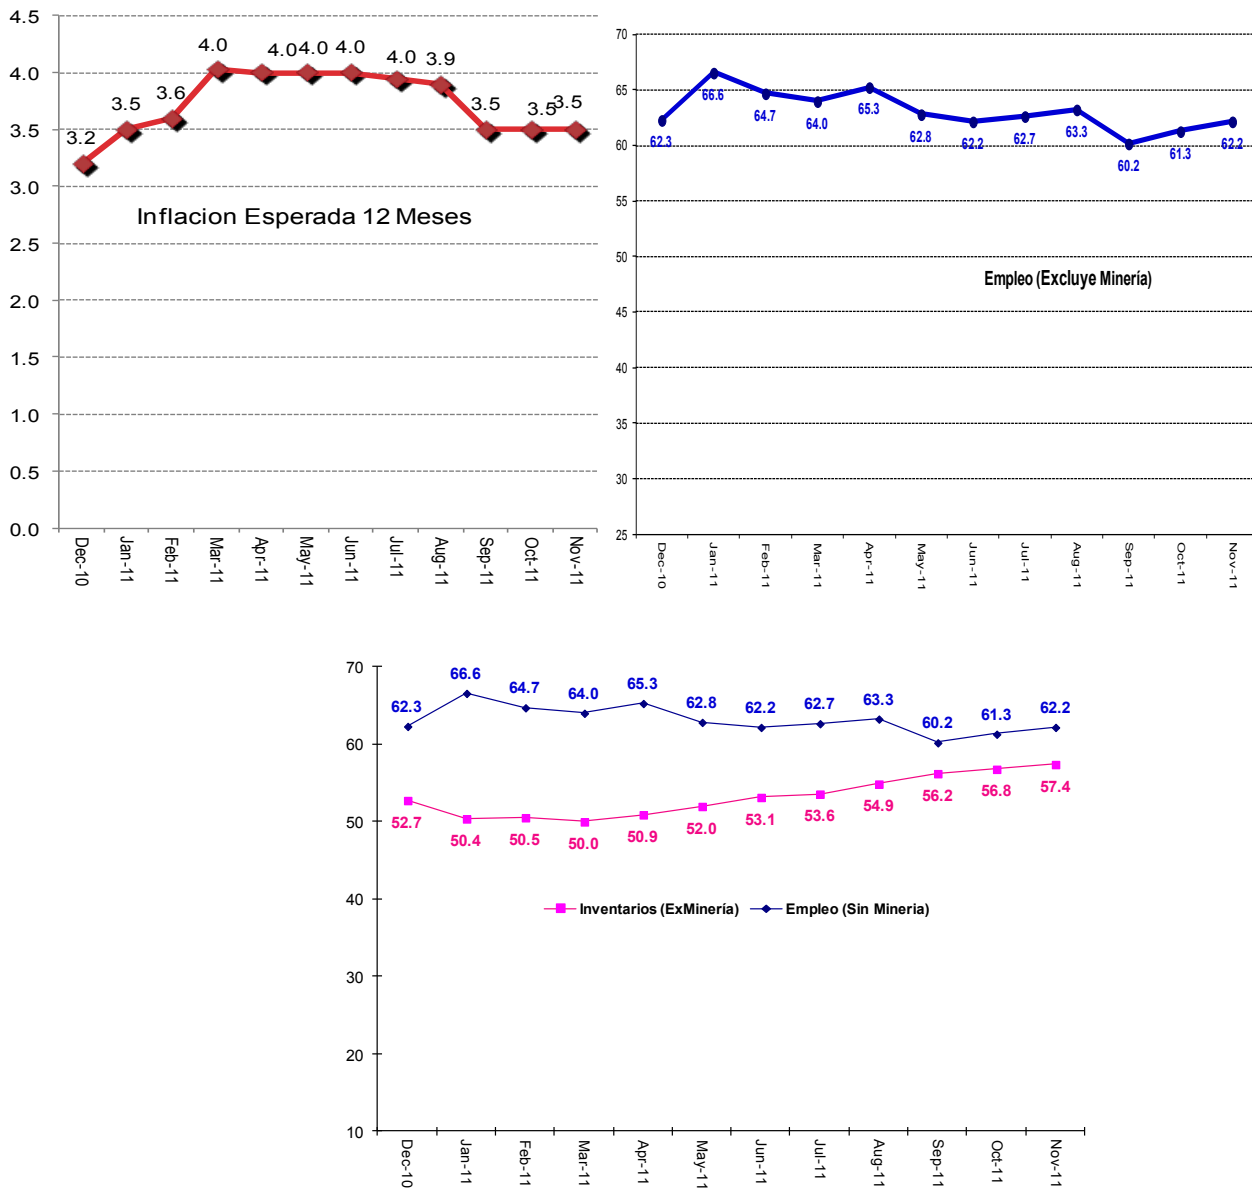 4.5
4.0
3.5
3.0
2.5
2.0
1.5
1.0
0.5
0.0
3.2
3.5
3.6
4.0
4.0
4.0
4.0
4.0
3.9
3.5
3.5
3.5
Inflacion Esperada 12 Meses
Dec-10
Jan-11
Feb-11
Mar-11
Apr-11
May-11
Jun-11
Jul-11
Aug-11
Sep-11
Oct-11
Nov-11
70
65
60
55
50
45
40
35
30
25
62.3
66.6
64.7
64.0
65.3
62.8
62.2
62.7
63.3
60.2
61.3
62.2
Empleo (Excluye Minería)
Dec-10
Jan-11
Feb-11
Mar-11
Apr-11
May-11
Jun-11
Jul-11
Aug-11
Sep-11
Oct-11
Nov-11
70
60
50
40
30
20
10
62.3
66.6
64.7
64.0
65.3
62.8
62.2
62.7
63.3
60.2
61.3
62.2
52.7
50.4
50.5
50.0
50.9
52.0
53.1
53.6
54.9
56.2
56.8
57.4
Inventarios (ExMinería) Empleo (Sin Mineria)
Dec-10
Jan-11
Feb-11
Mar-11
Apr-11
May-11
Jun-11
Jul-11
Aug-11
Sep-11
Oct-11
Nov-11